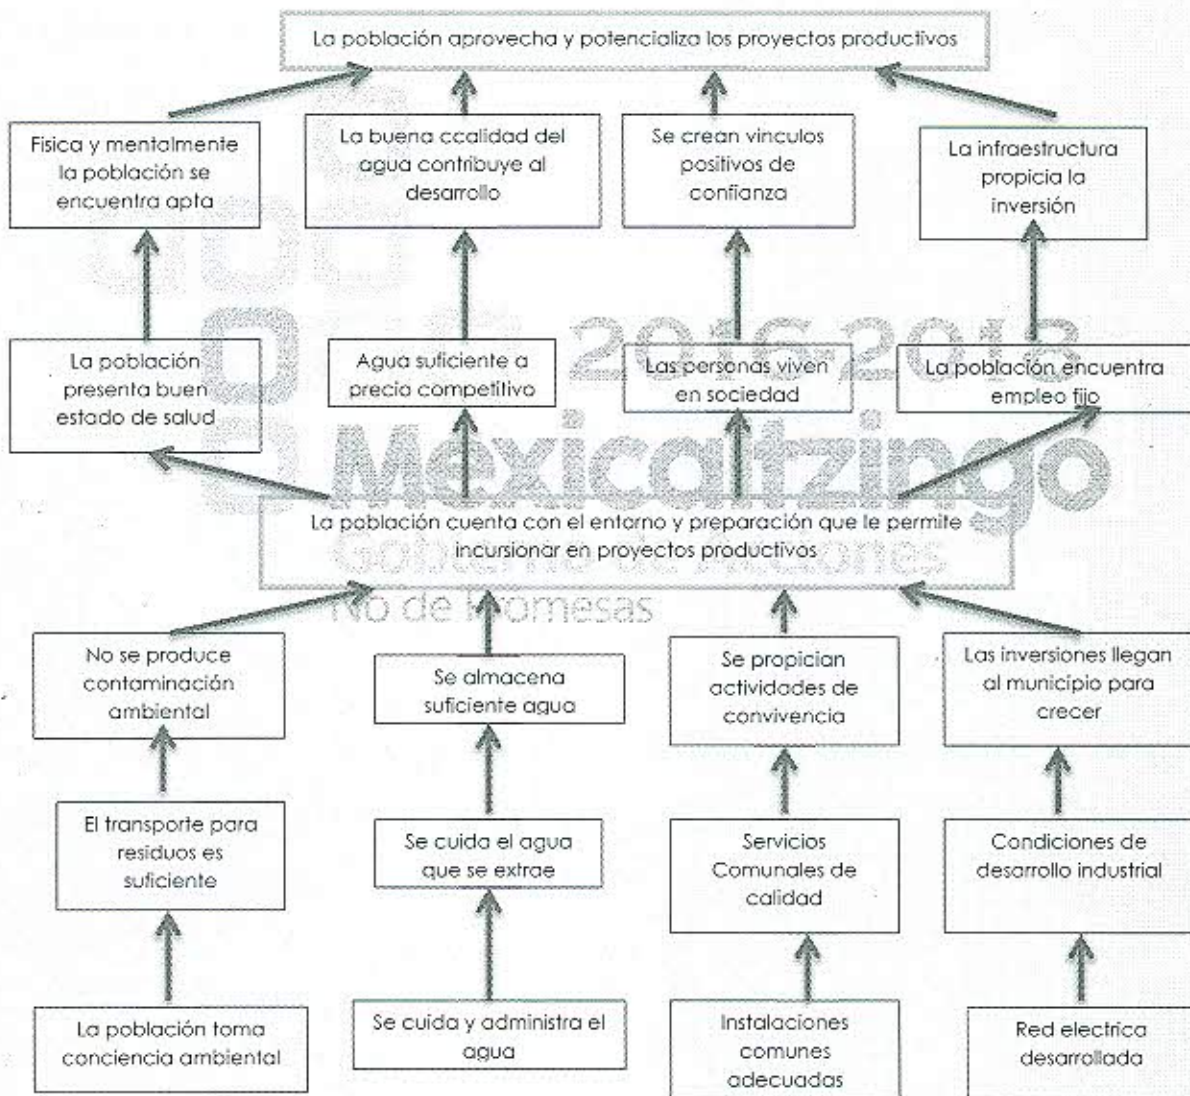 La población aprovecha y potencializa los proyectos productivos
Fisica y mentalmente
la población se
encuentra apta
La buena ccalidad del
agua contribuye al
desarrollo
Se crean vinculos
positivos de
confianza
La infraestructura
propicia la
inversión
La población
presenta buen
estado de salud
Agua suficiente a
precio competitivo
Las personas viven
en sociedad
La población encuentra
empleo fijo
2016-2018
Mexicaltzingo
Gobierno de Acciones
No de Promesas
La población cuenta con el entorno y preparación que le permite
incursionar en proyectos productivos
No se produce
contaminación
ambiental
Se almacena
suficiente agua
Se propician
actividades de
convivencia
Las inversiones llegan
al municipio para
crecer
El transporte para
residuos es
suficiente
Se cuida el agua
que se extrae
Servicios
Comunales de
calidad
Condiciones de
desarrollo industrial
La población toma
conciencia ambiental
Se cuida y administra el
agua
Instalaciones
comunes
adecuadas
Red electrica
desarrollada